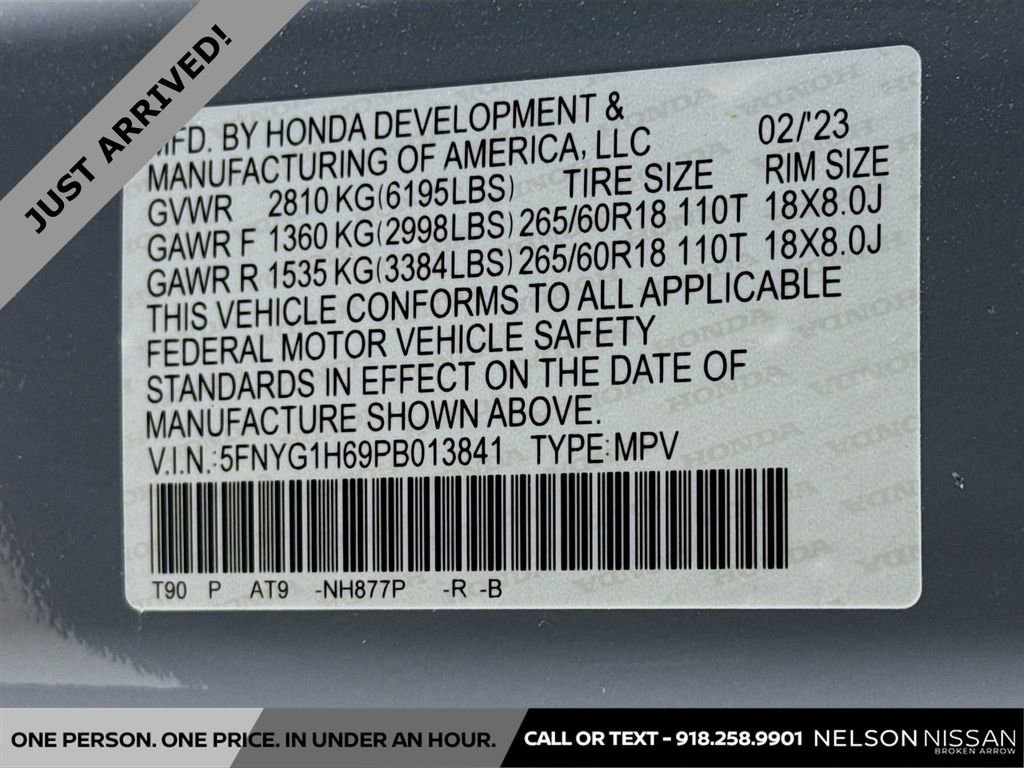 JUST ARRIVED!
MFD. BY HONDA DEVELOPMENT &
MANUFACTURING OF AMERICA, LLC 02/'23
GVWR 2810 KG(6195LBS) TIRE SIZE RIM SIZE
GAWR F 1360 KG(2998LBS) 265/60R18 110T 18X8.0J
GAWR R 1535 KG(3384LBS) 265/60R18 110T 18X8.0J
THIS VEHICLE CONFORMS TO ALL APPLICABLE
FEDERAL MOTOR VEHICLE SAFETY
STANDARDS IN EFFECT ON THE DATE OF
MANUFACTURE SHOWN ABOVE.
V.I.N.:5FNYG1H69PB013841 TYPE:MPV
T90 P AT9 -NH877P -R -B
ONE PERSON. ONE PRICE. IN UNDER AN HOUR. CALL OR TEXT - 918.258.9901 NELSON NISSAN
BROKEN ARROW